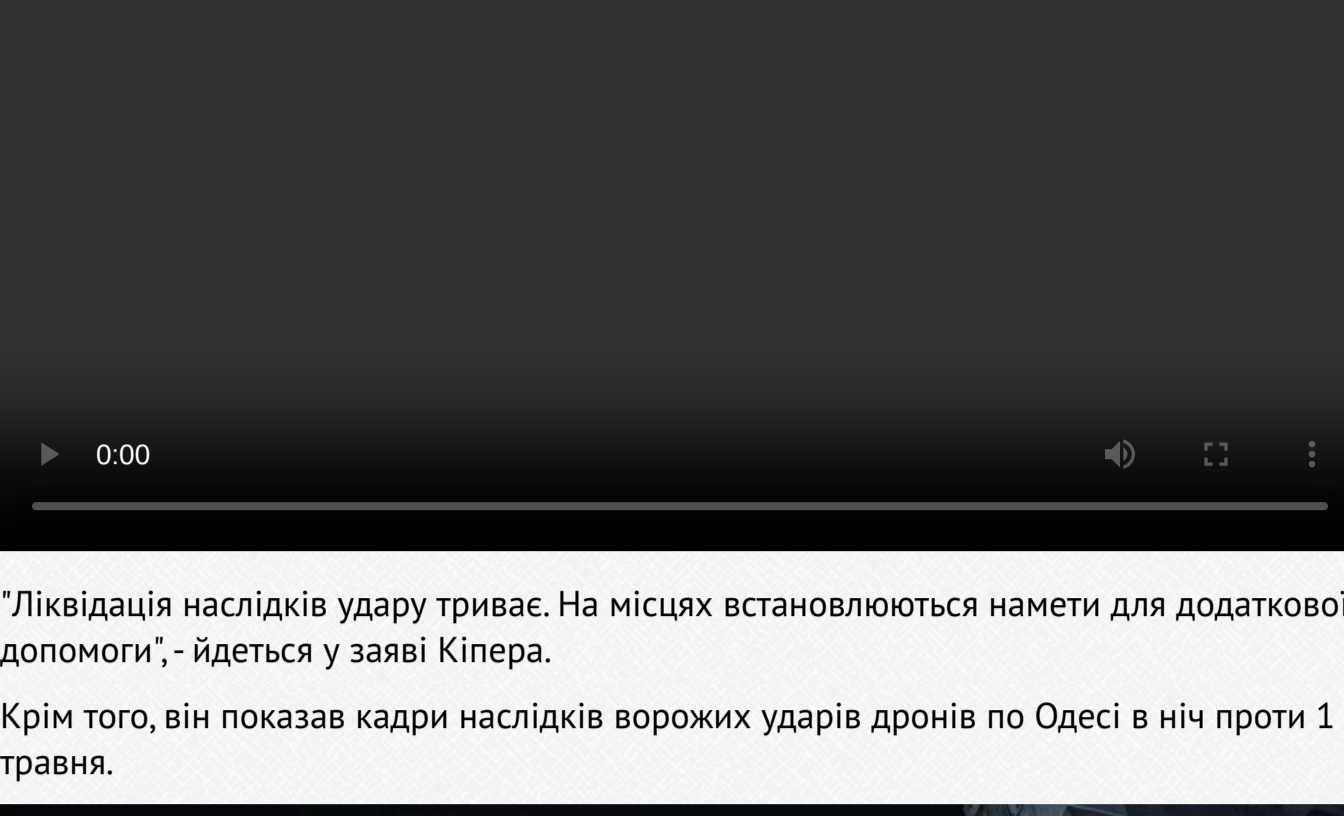 0:00
"Ліквідація наслідків удару триває. На місцях встановлюються намети для додаткової
допомоги", - йдеться у заяві Кіпера.
Крім того, він показав кадри наслідків ворожих ударів дронів по Одесі в ніч проти 1
травня.